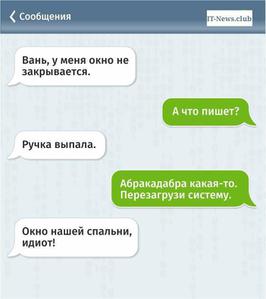 Сообщения
IT-News.club
Вань, у меня окно не
закрывается.
А что пишет?
Ручка выпала.
Абракадабра какая-то.
Перезагрузи систему.
Окно нашей спальни,
идиот!